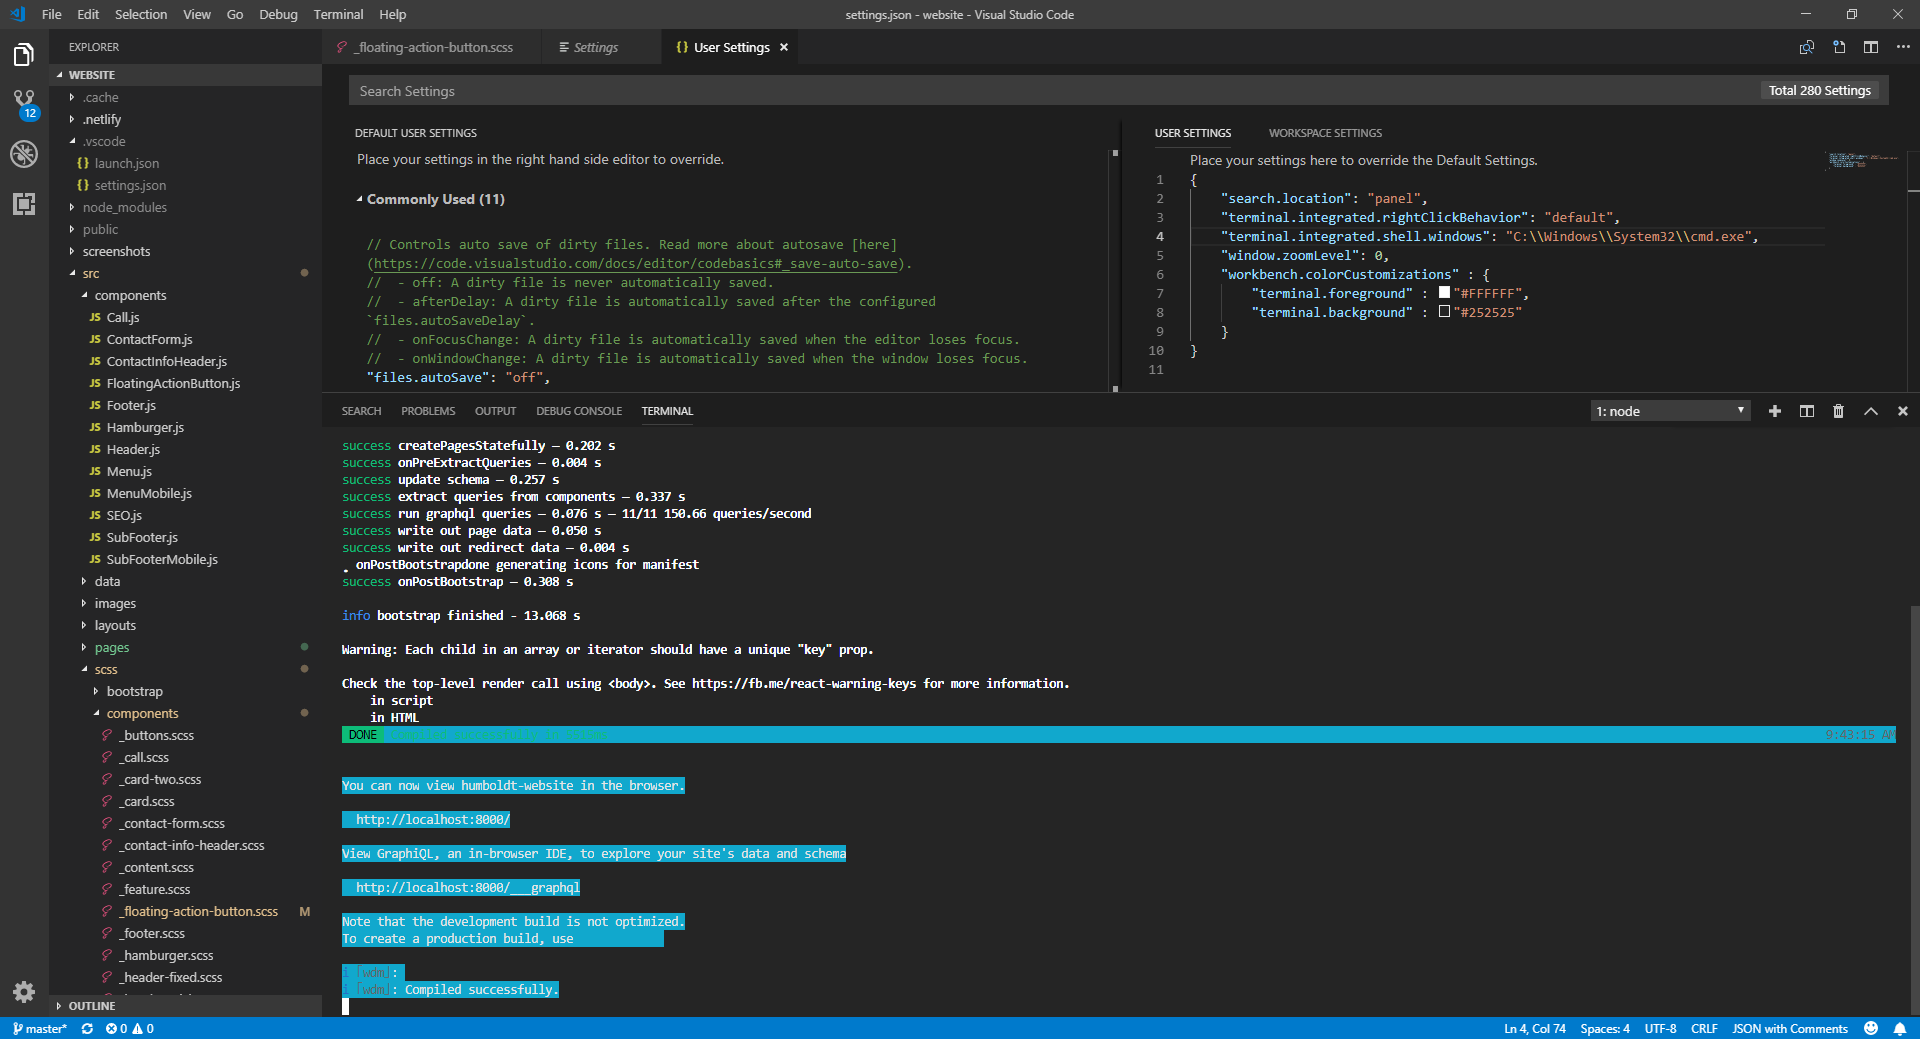 File Edit Selection View Go Debug Terminal Help
settings.json - website - Visual Studio Code
EXPLORER
WEBSITE
.cache
.netlify
.vscode
{} launch.json
{} settings.json
node_modules
public
screenshots
src
components
JS Call.js
JS ContactForm.js
JS ContactInfoHeader.js
JS FloatingActionButton.js
JS Footer.js
JS Hamburger.js
JS Header.js
JS Menu.js
JS MenuMobile.js
JS SEO.js
JS SubFooter.js
JS SubFooterMobile.js
data
images
layouts
pages
scss
bootstrap
components
_buttons.scss
_call.scss
_card-two.scss
_card.scss
_contact-form.scss
_contact-info-header.scss
_content.scss
_feature.scss
_floating-action-button.scss M
_footer.scss
_hamburger.scss
_header-fixed.scss
OUTLINE
12
_floating-action-button.scss
Settings
{} User Settings
Search Settings
Total 280 Settings
DEFAULT USER SETTINGS
Place your settings in the right hand side editor to override.
Commonly Used (11)
// Controls auto save of dirty files. Read more about autosave [here]
(https://code.visualstudio.com/docs/editor/codebasics#_save-auto-save).
//  - off: A dirty file is never automatically saved.
//  - afterDelay: A dirty file is automatically saved after the configured
`files.autoSaveDelay`.
//  - onFocusChange: A dirty file is automatically saved when the editor loses focus.
//  - onWindowChange: A dirty file is automatically saved when the window loses focus.
"files.autoSave": "off",
USER SETTINGS WORKSPACE SETTINGS
Place your settings here to override the Default Settings.
1 {
2 "search.location": "panel",
3 "terminal.integrated.rightClickBehavior": "default",
4 "terminal.integrated.shell.windows": "C:\\Windows\\System32\\cmd.exe",
5 "window.zoomLevel": 0,
6 "workbench.colorCustomizations" : {
7 "terminal.foreground" : "#FFFFFF",
8 "terminal.background" : "#252525"
9 }
10 }
11
SEARCH PROBLEMS OUTPUT DEBUG CONSOLE TERMINAL
1: node
success createPagesStatefully — 0.202 s
success onPreExtractQueries — 0.004 s
success update schema — 0.257 s
success extract queries from components — 0.337 s
success run graphql queries — 0.076 s — 11/11 150.66 queries/second
success write out page data — 0.050 s
success write out redirect data — 0.004 s
. onPostBootstrapdone generating icons for manifest
success onPostBootstrap — 0.308 s
info bootstrap finished - 13.068 s
Warning: Each child in an array or iterator should have a unique "key" prop.
Check the top-level render call using <body>. See https://fb.me/react-warning-keys for more information.
in script
in HTML
DONE 9:43:15 AM
You can now view humboldt-website in the browser.
http://localhost:8000/
View GraphiQL, an in-browser IDE, to explore your site's data and schema
http://localhost:8000/___graphql
Note that the development build is not optimized.
To create a production build, use
i ｢wdm｣:
i ｢wdm｣: Compiled successfully.
master* 0 0
Ln 4, Col 74 Spaces: 4 UTF-8 CRLF JSON with Comments